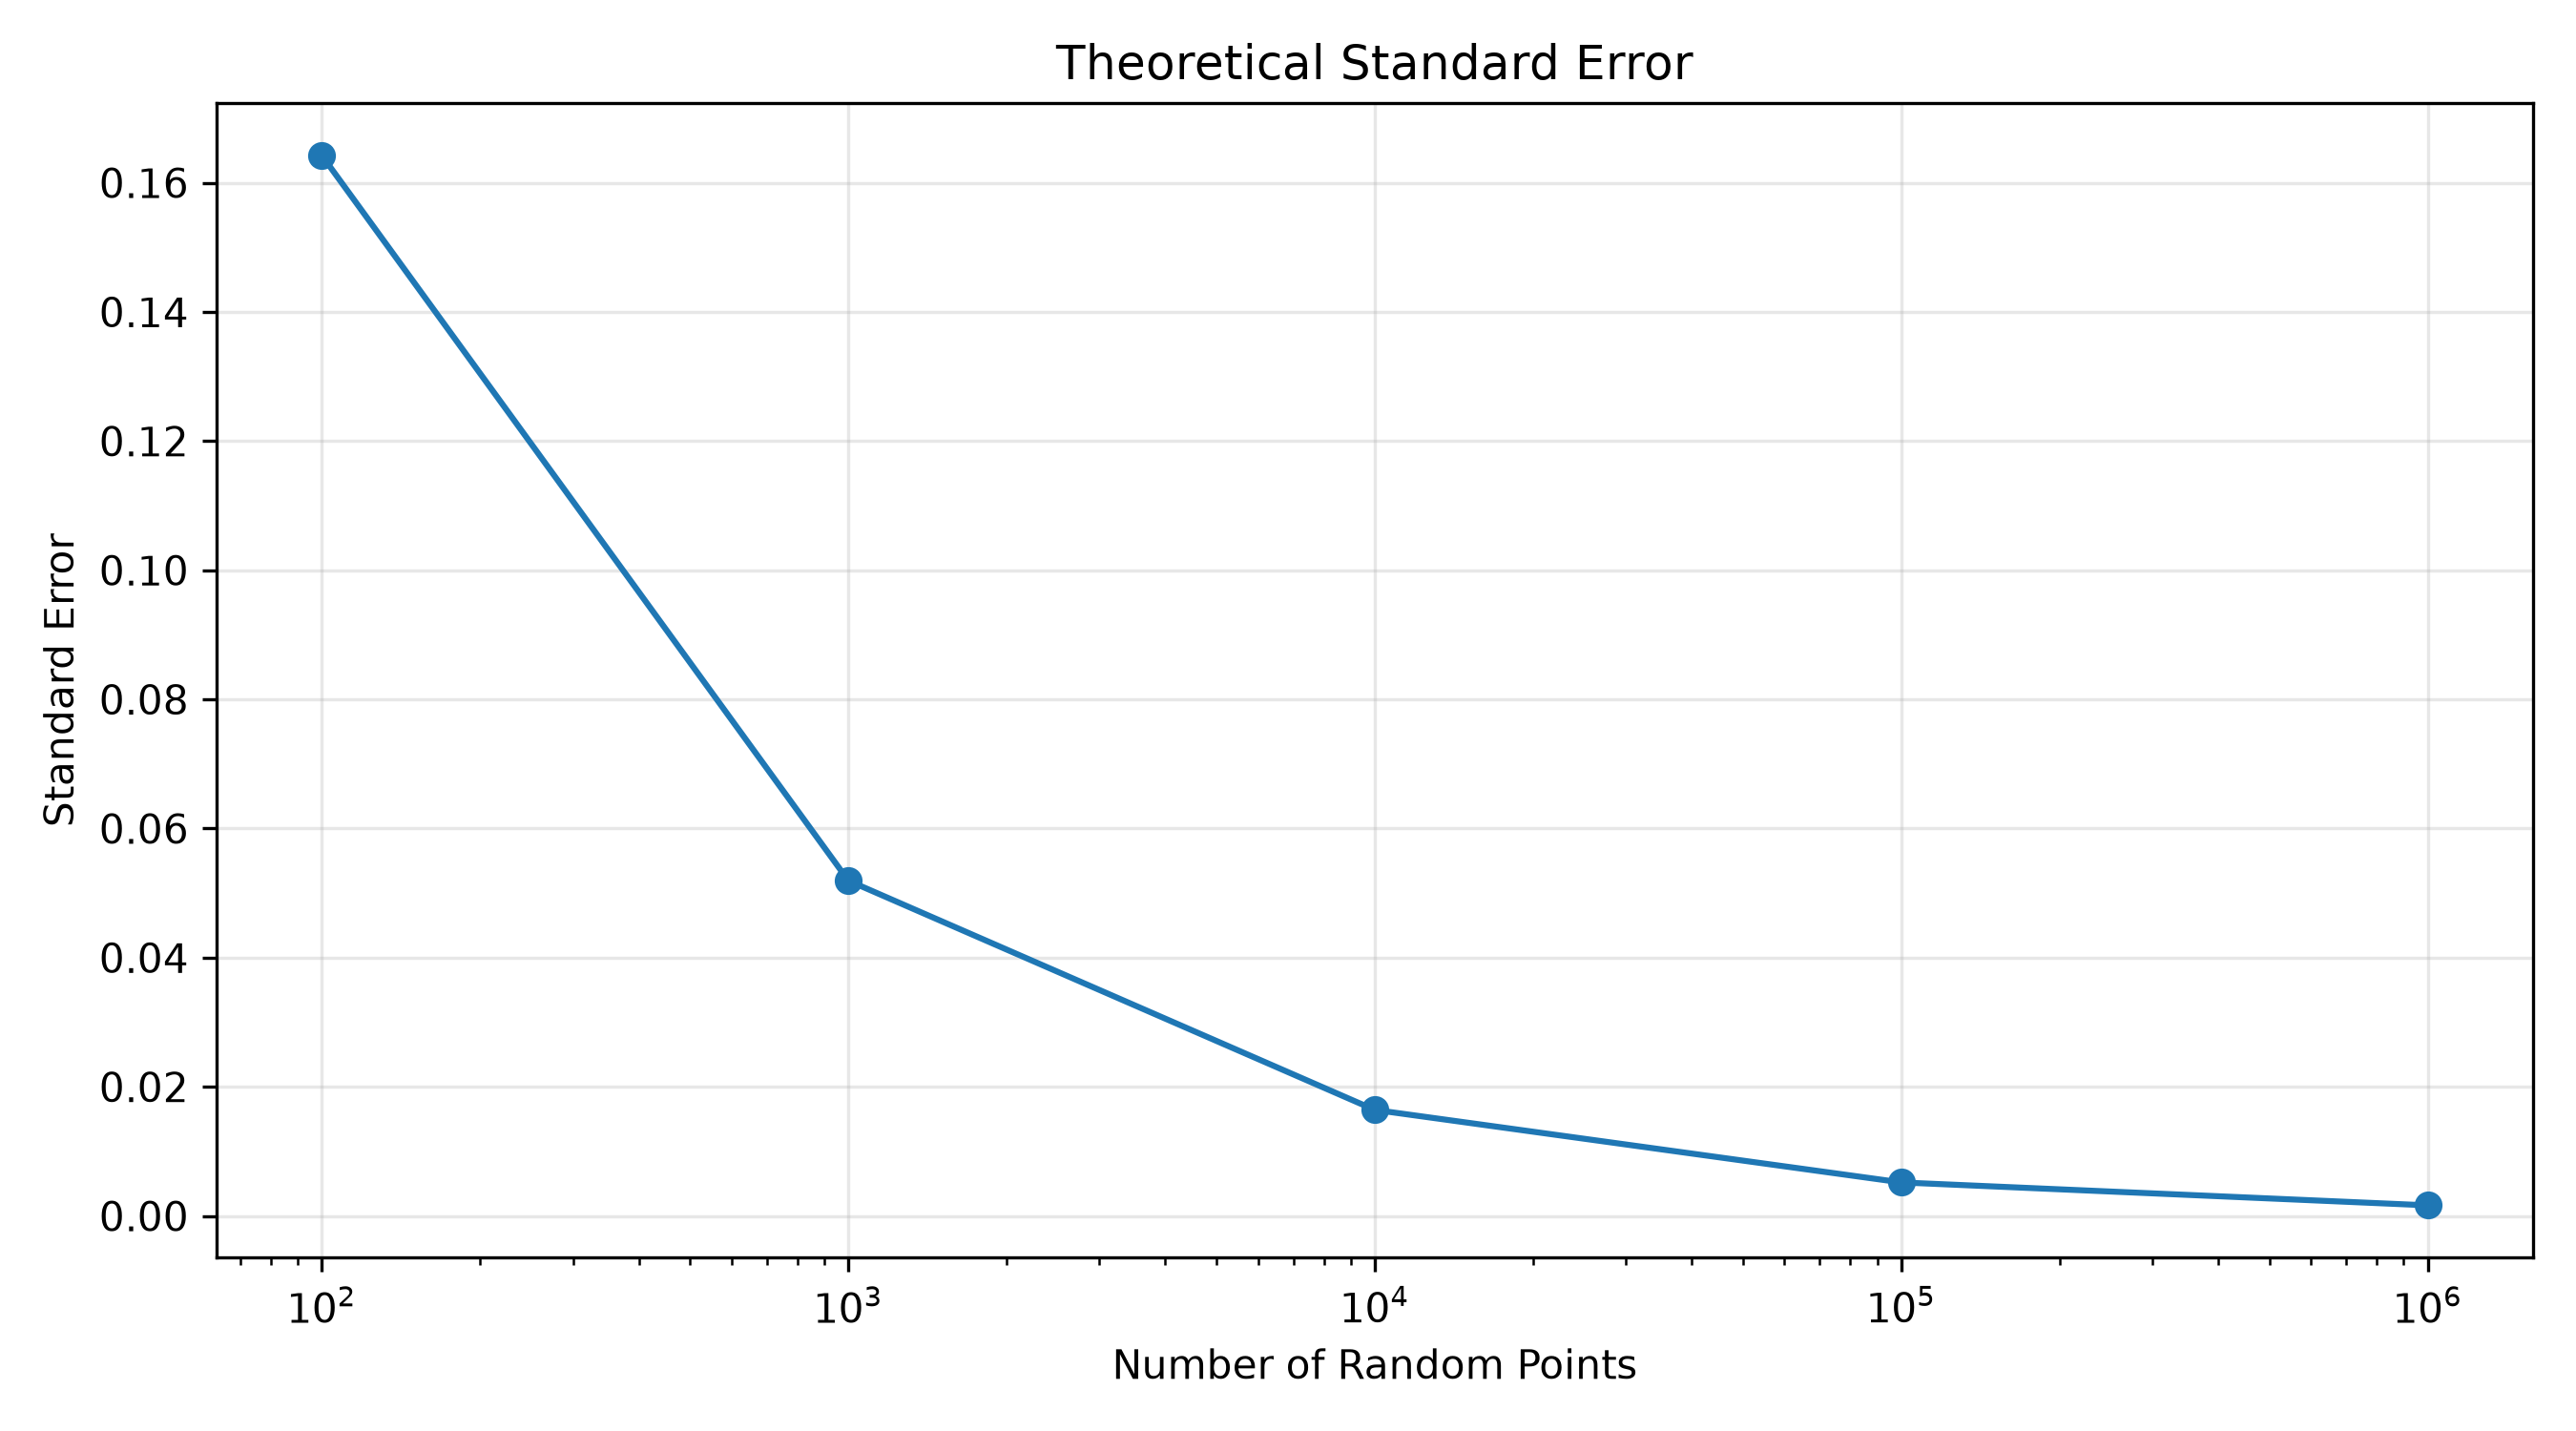 Theoretical Standard Error
Standard Error
0.16
0.14
0.12
0.10
0.08
0.06
0.04
0.02
0.00
10² 10³ 10⁴ 10⁵ 10⁶
Number of Random Points